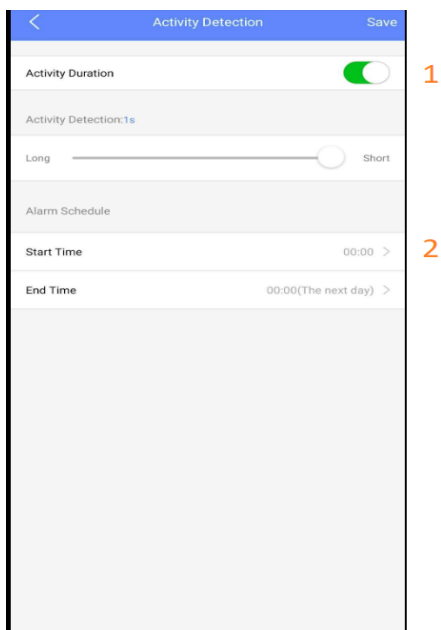 Activity Detection Save
Activity Duration
1
Activity Detection:1s
Long Short
Alarm Schedule
Start Time 00:00 >
2
End Time 00:00(The next day) >